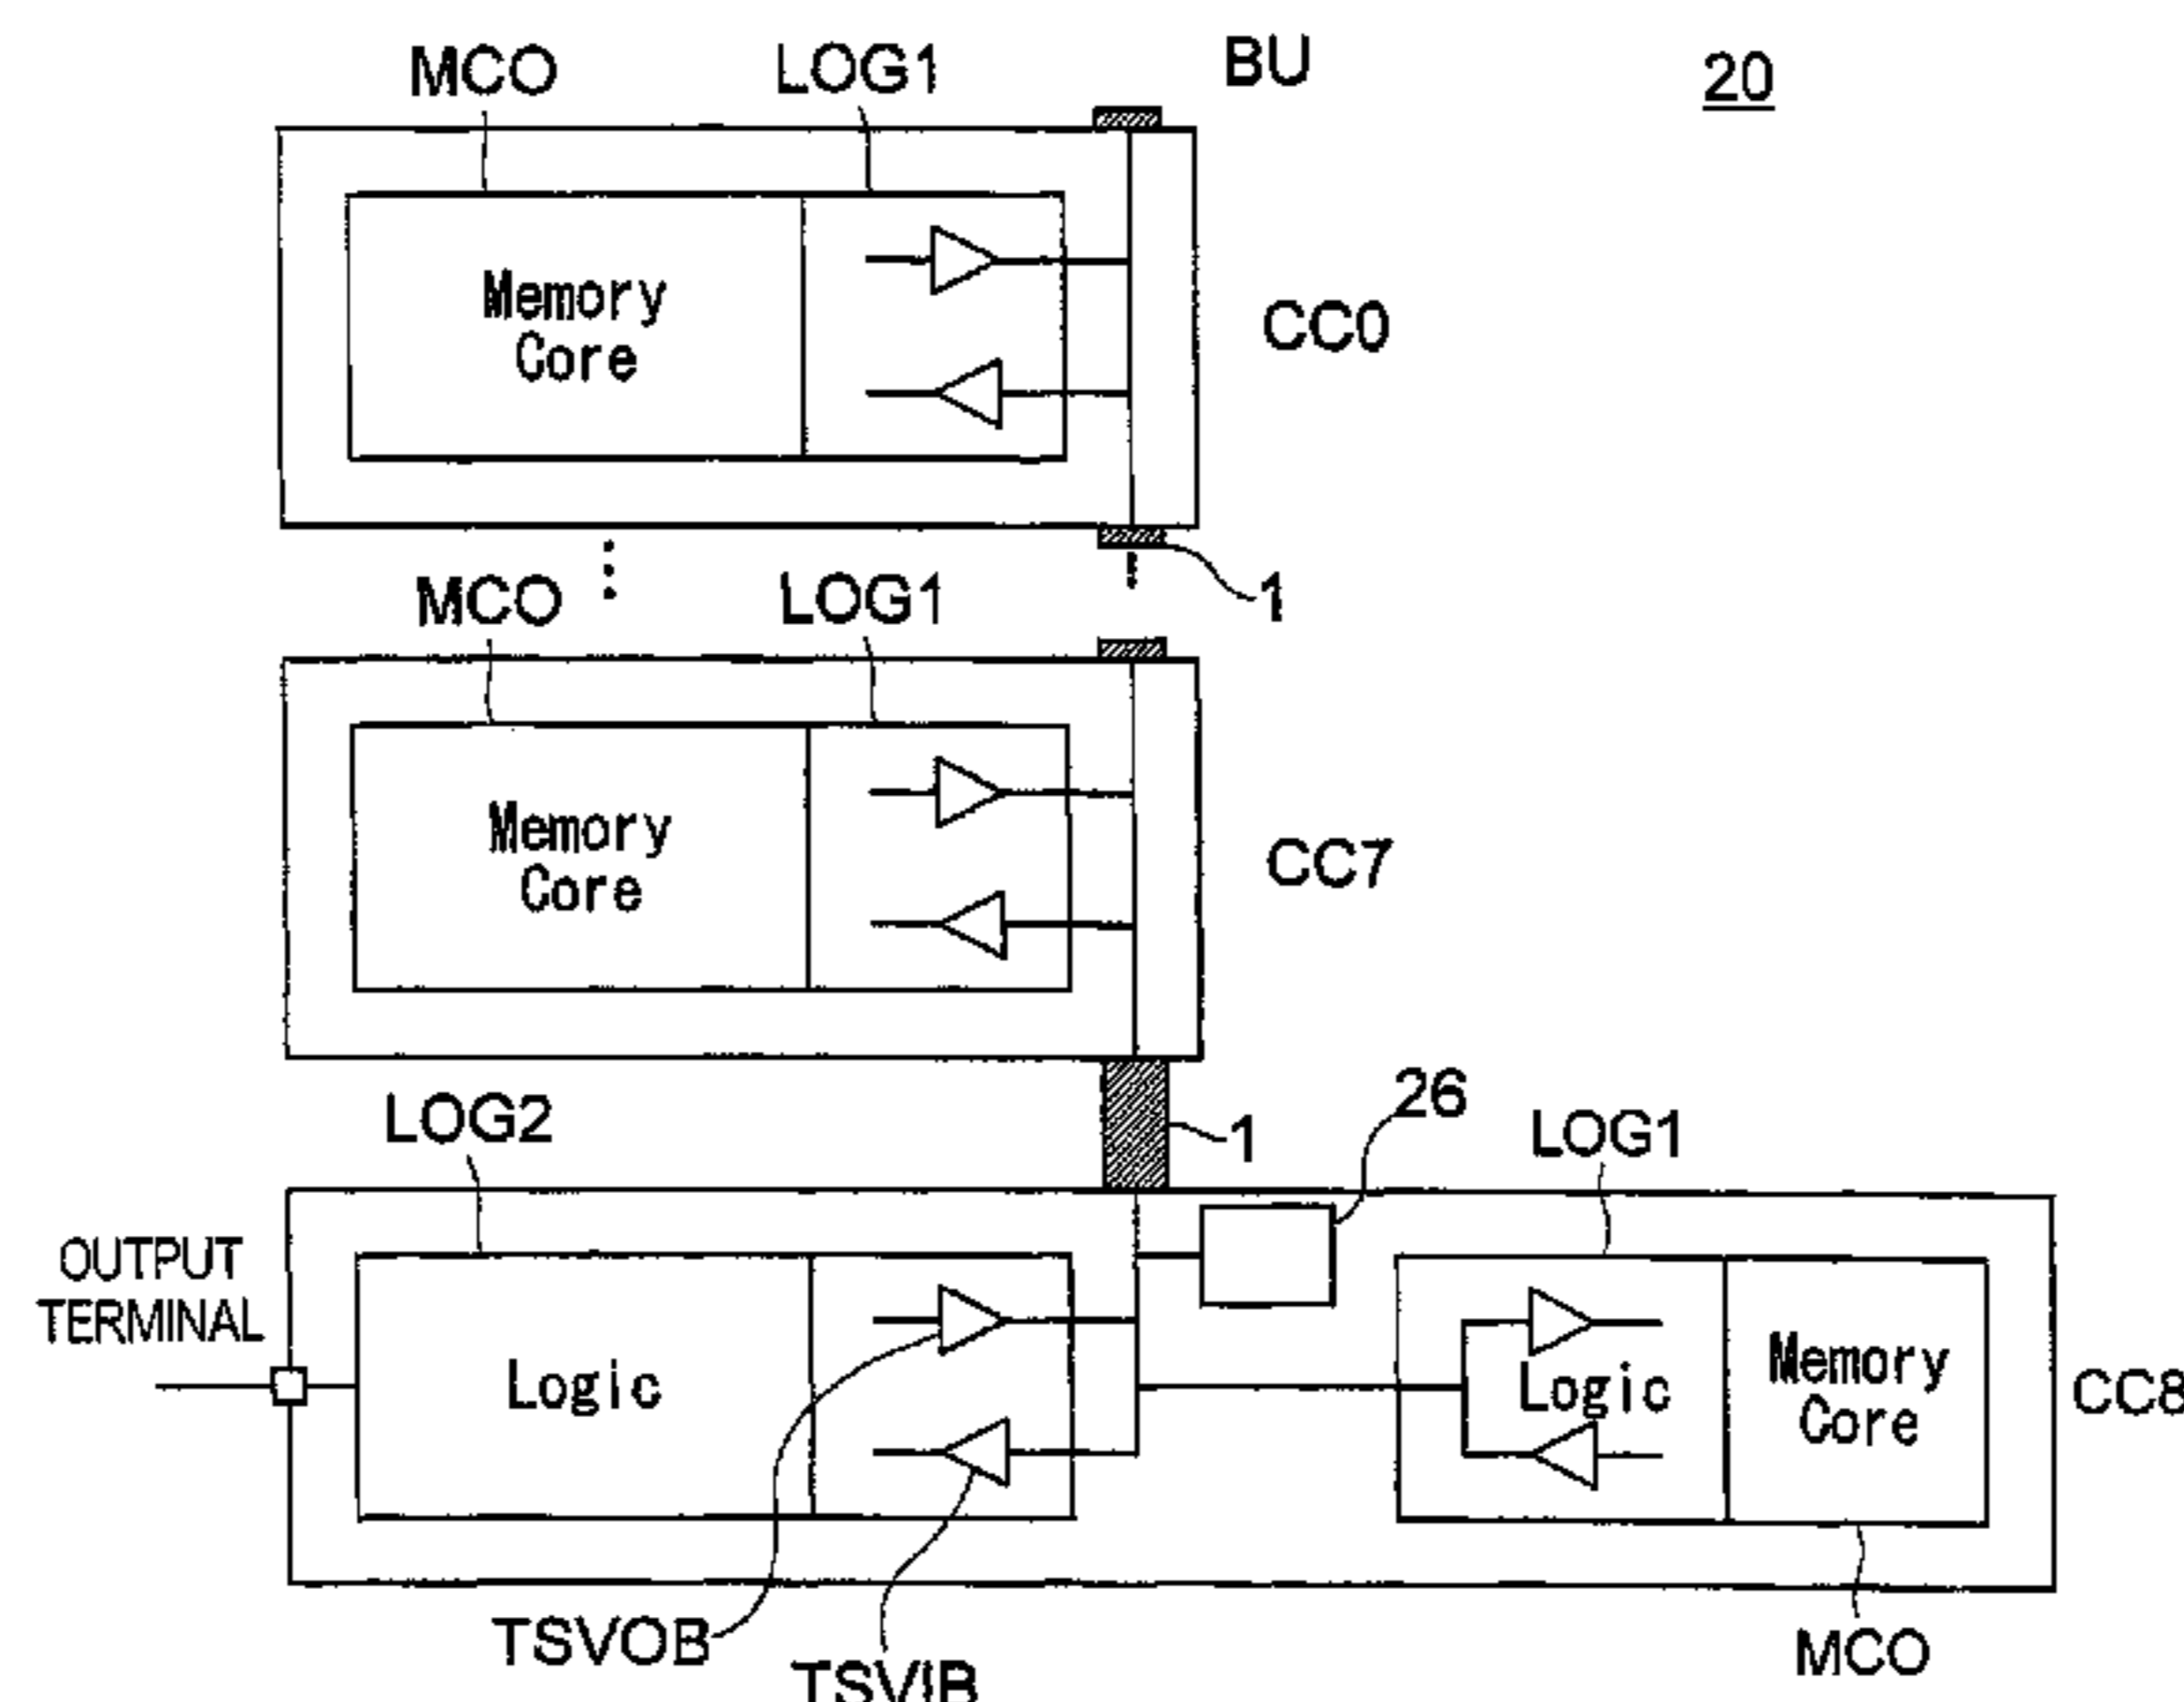 MCO LOG1 BU 20
Memory
Core
CC0
1
MCO LOG1
Memory
Core
CC7
LOG2 1 26 LOG1
OUTPUT
TERMINAL
Logic
Logic
Memory
Core
CC8
TSVOB
TSVIB
MCO